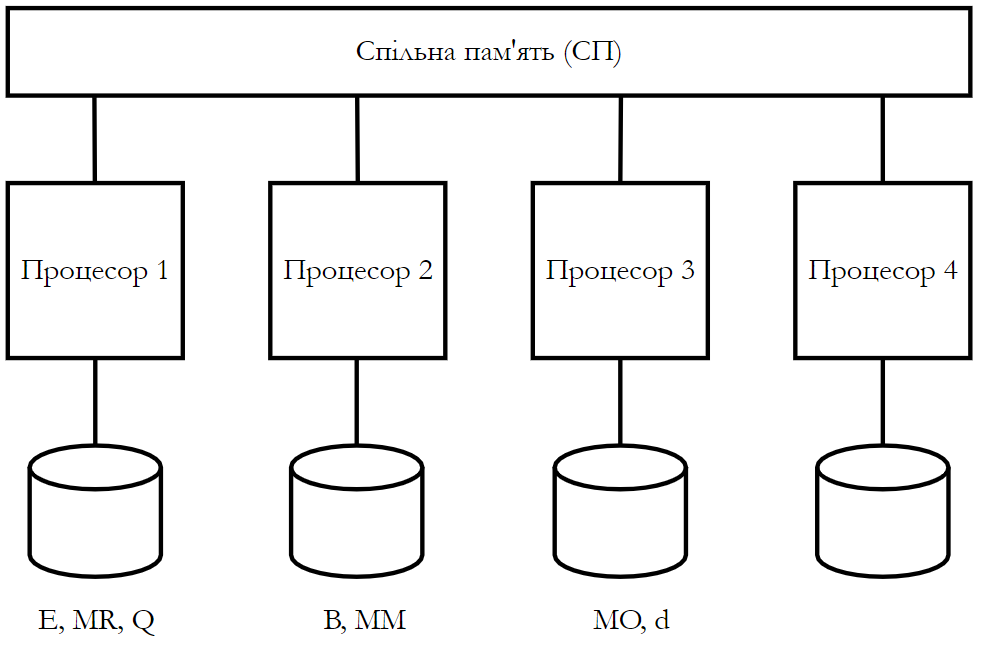 Спільна пам'ять (СП)
Процесор 1
Процесор 2
Процесор 3
Процесор 4
E, MR, Q
B, MM
MO, d